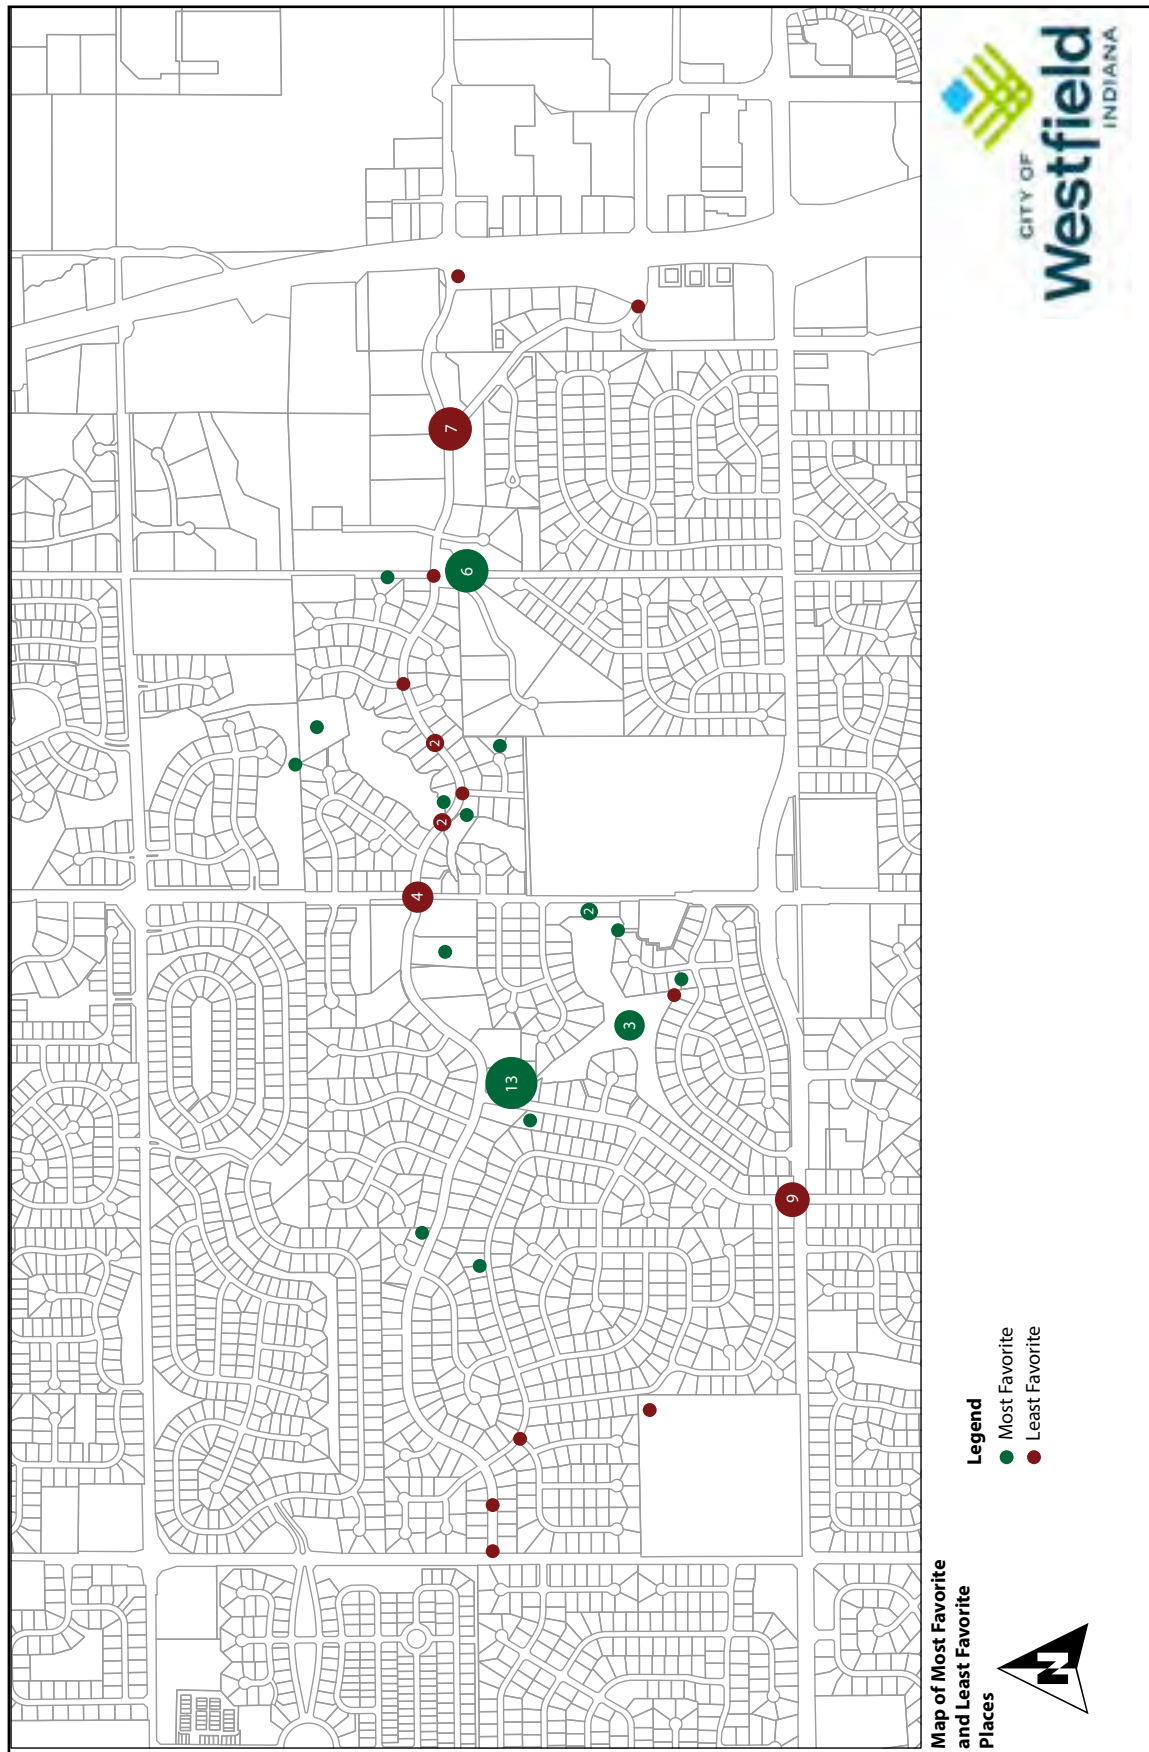 4
2
2
7
6
13
2
3
9
Map of Most Favorite
and Least Favorite
Places
N
Legend
Most Favorite
Least Favorite
CITY OF
Westfield
INDIANA